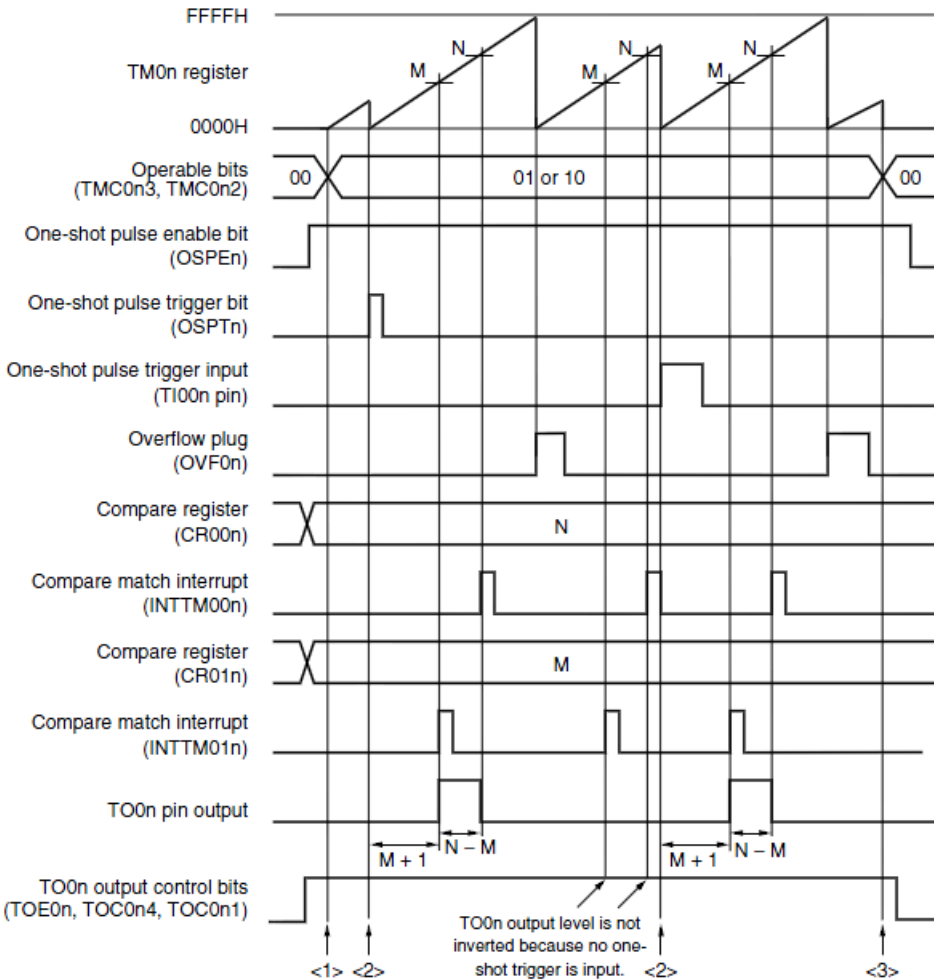 FFFFH
N N N
TM0n register
M M M
0000H
Operable bits
(TMC0n3, TMC0n2)
00 01 or 10 00
One-shot pulse enable bit
(OSPEn)
One-shot pulse trigger bit
(OSPTn)
One-shot pulse trigger input
(TI00n pin)
Overflow plug
(OVF0n)
Compare register
(CR00n)
N
Compare match interrupt
(INTTM00n)
Compare register
(CR01n)
M
Compare match interrupt
(INTTM01n)
TO0n pin output
M + 1 N – M M + 1 N – M
TO0n output control bits
(TOE0n, TOC0n4, TOC0n1)
TO0n output level is not
inverted because no one-
shot trigger is input.
<1> <2> <2> <3>